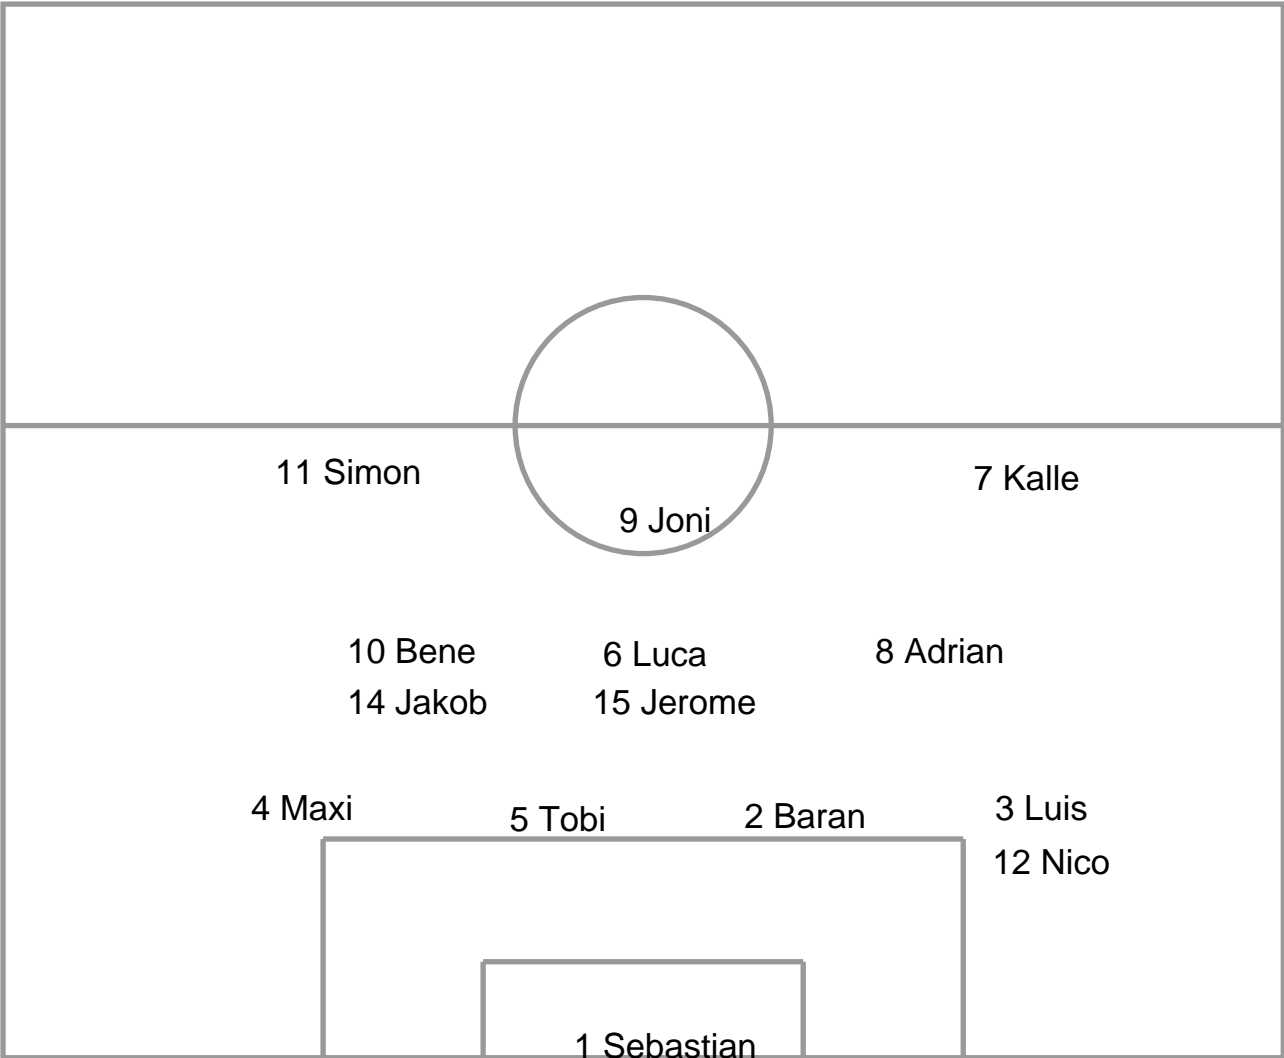 11 Simon
7 Kalle
9 Joni
10 Bene
6 Luca
8 Adrian
14 Jakob
15 Jerome
4 Maxi
5 Tobi
2 Baran
3 Luis
12 Nico
1 Sebastian